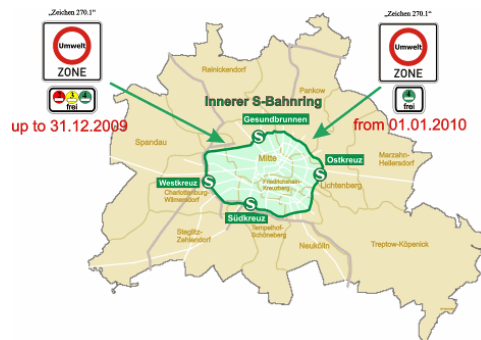 „Zeichen 270.1“
Umwelt
ZONE
frei
up to 31.12.2009
„Zeichen 270.1“
Umwelt
ZONE
4
frei
from 01.01.2010
Innerer S-Bahnring
Reinickendorf
Pankow
Gesundbrunnen
S
Spandau
Mitte
Ostkreuz
S
Marzahn-
Hellersdorf
Friedrichshain-
Kreuzberg
Lichtenberg
Westkreuz
S
Charlottenburg-
Wilmersdorf
S
Südkreuz
Tempelhof-
Schöneberg
Steglitz-
Zehlendorf
Neukölln
Treptow-Köpenick